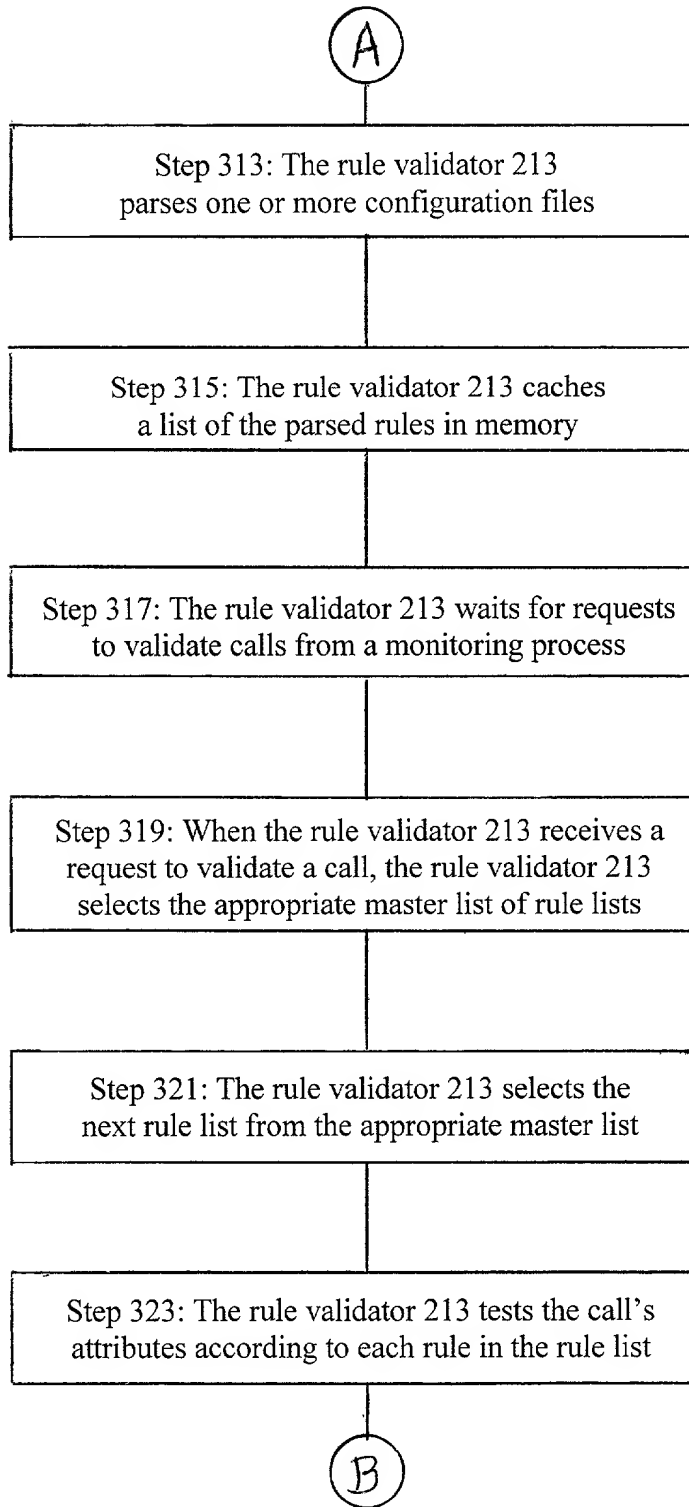 A
Step 313: The rule validator 213
parses one or more configuration files
Step 315: The rule validator 213 caches
a list of the parsed rules in memory
Step 317: The rule validator 213 waits for requests
to validate calls from a monitoring process
Step 319: When the rule validator 213 receives a
request to validate a call, the rule validator 213
selects the appropriate master list of rule lists
Step 321: The rule validator 213 selects the
next rule list from the appropriate master list
Step 323: The rule validator 213 tests the call's
attributes according to each rule in the rule list
B